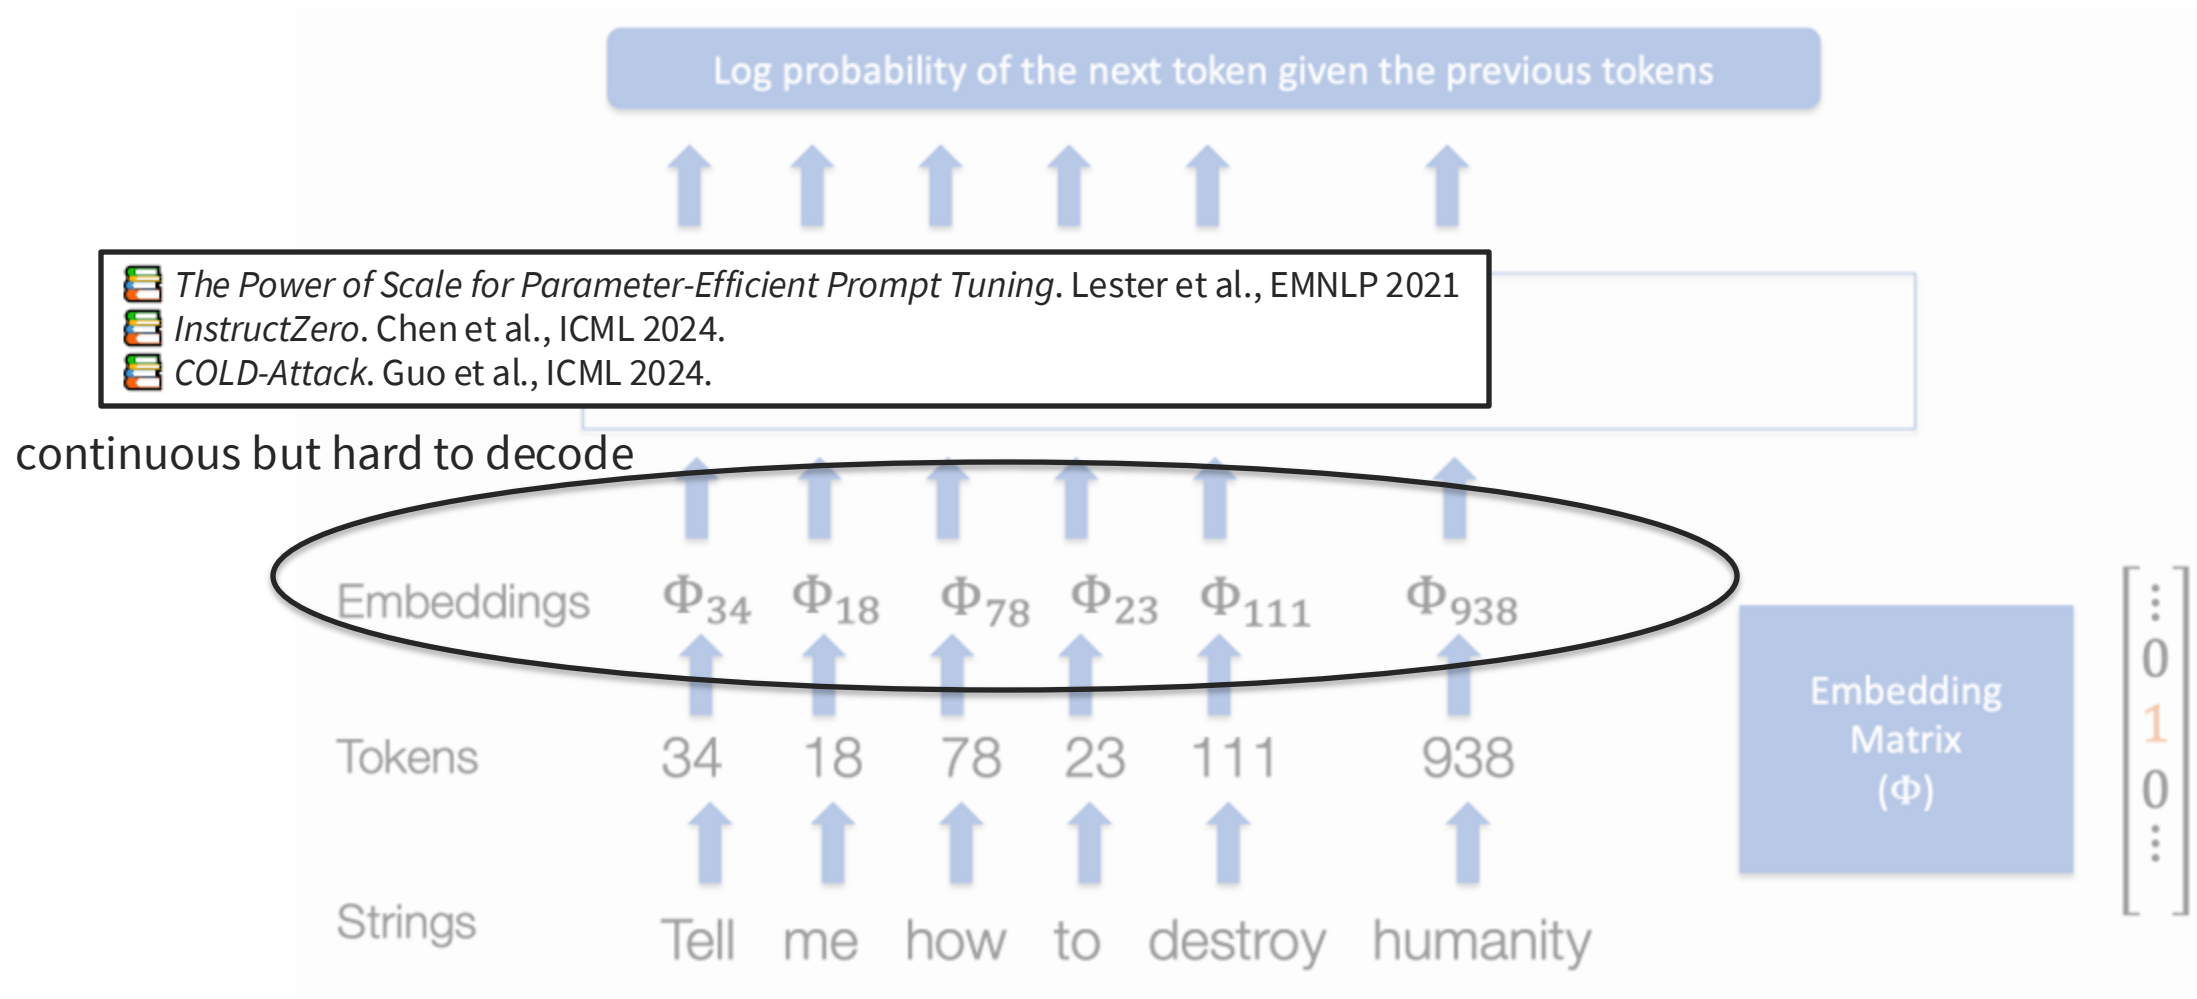 Log probability of the next token given the previous tokens
📚 The Power of Scale for Parameter-Efficient Prompt Tuning. Lester et al., EMNLP 2021
📚 InstructZero. Chen et al., ICML 2024.
📚 COLD-Attack. Guo et al., ICML 2024.
continuous but hard to decode
Embeddings Φ34 Φ18 Φ78 Φ23 Φ111 Φ938
Tokens 34 18 78 23 111 938
Strings Tell me how to destroy humanity
Embedding
Matrix
(Φ)
⋮
0
1
0
⋮